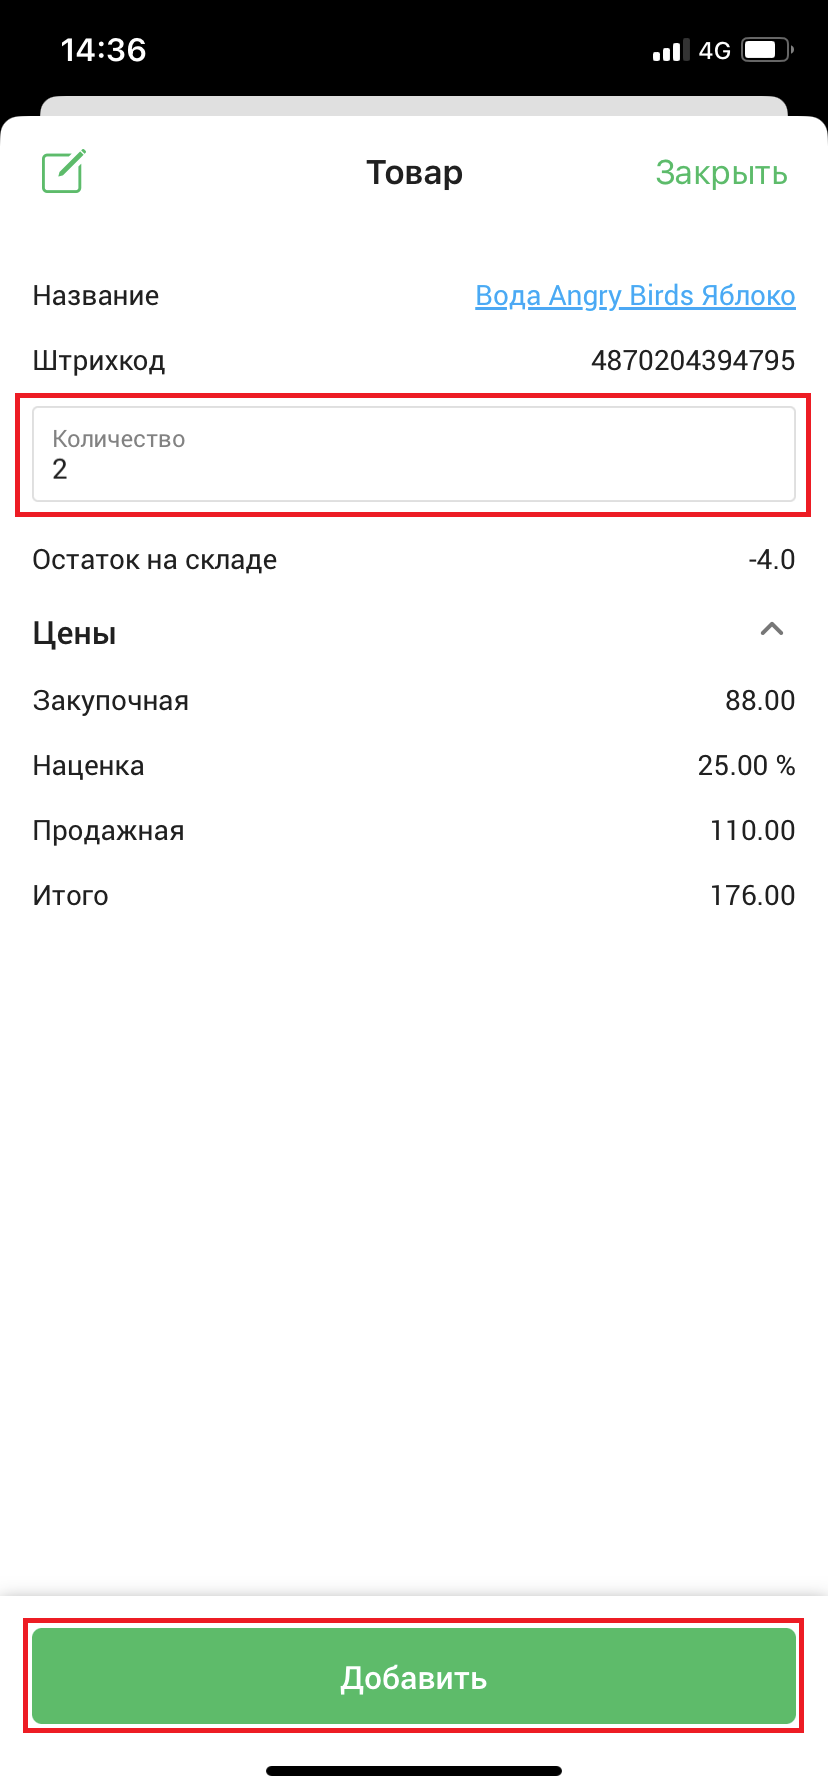 14:36 4G
Товар Закрыть
Название Вода Angry Birds Яблоко
Штрихкод 4870204394795
Количество
2
Остаток на складе -4.0
Цены
Закупочная 88.00
Наценка 25.00 %
Продажная 110.00
Итого 176.00
Добавить